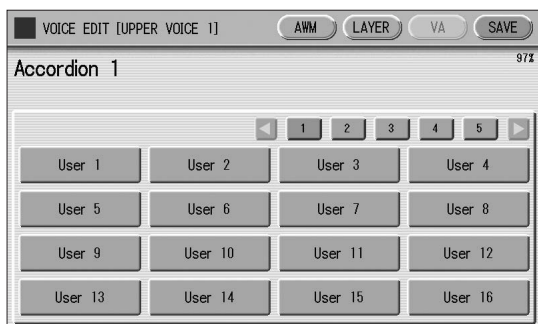 VOICE EDIT [UPPER VOICE 1] AWM LAYER VA SAVE
97%
Accordion 1
1 2 3 4 5
User 1 User 2 User 3 User 4
User 5 User 6 User 7 User 8
User 9 User 10 User 11 User 12
User 13 User 14 User 15 User 16